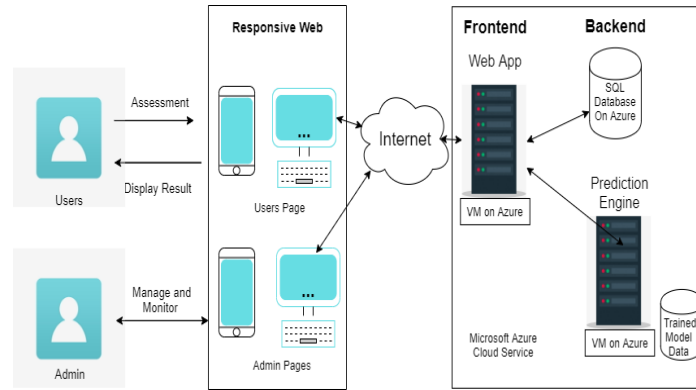 Responsive Web
Frontend
Backend
Web App
Assessment
SQL
Database
On Azure
Internet
Users
Display Result
Users Page
Prediction
Engine
VM on Azure
Manage and
Monitor
Trained
Model
Data
Microsoft Azure
Cloud Service
VM on Azure
Admin
Admin Pages